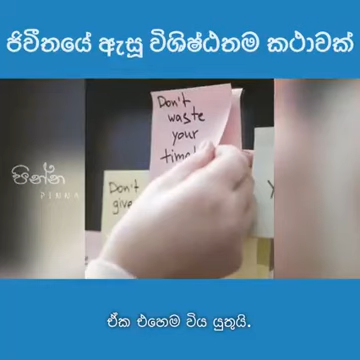 ජිවීතයේ ඇසූ විශිෂ්ඨතම කථාවක්
Don't
waste
your
time
Don't
give
පින්න
PINNA
ඒක එහෙම විය යුතුයි.